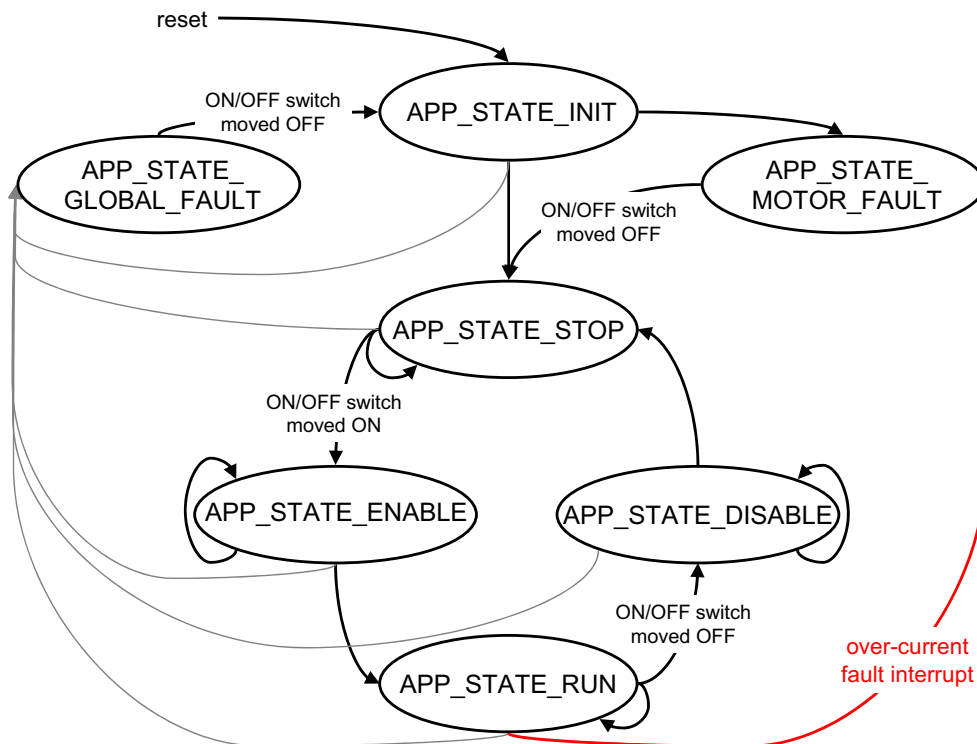 reset
ON/OFF switch
moved OFF
APP_STATE_INIT
APP_STATE_
GLOBAL_FAULT
APP_STATE_
MOTOR_FAULT
ON/OFF switch
moved OFF
APP_STATE_STOP
ON/OFF switch
moved ON
APP_STATE_ENABLE
APP_STATE_DISABLE
ON/OFF switch
moved OFF
over-current
fault interrupt
APP_STATE_RUN